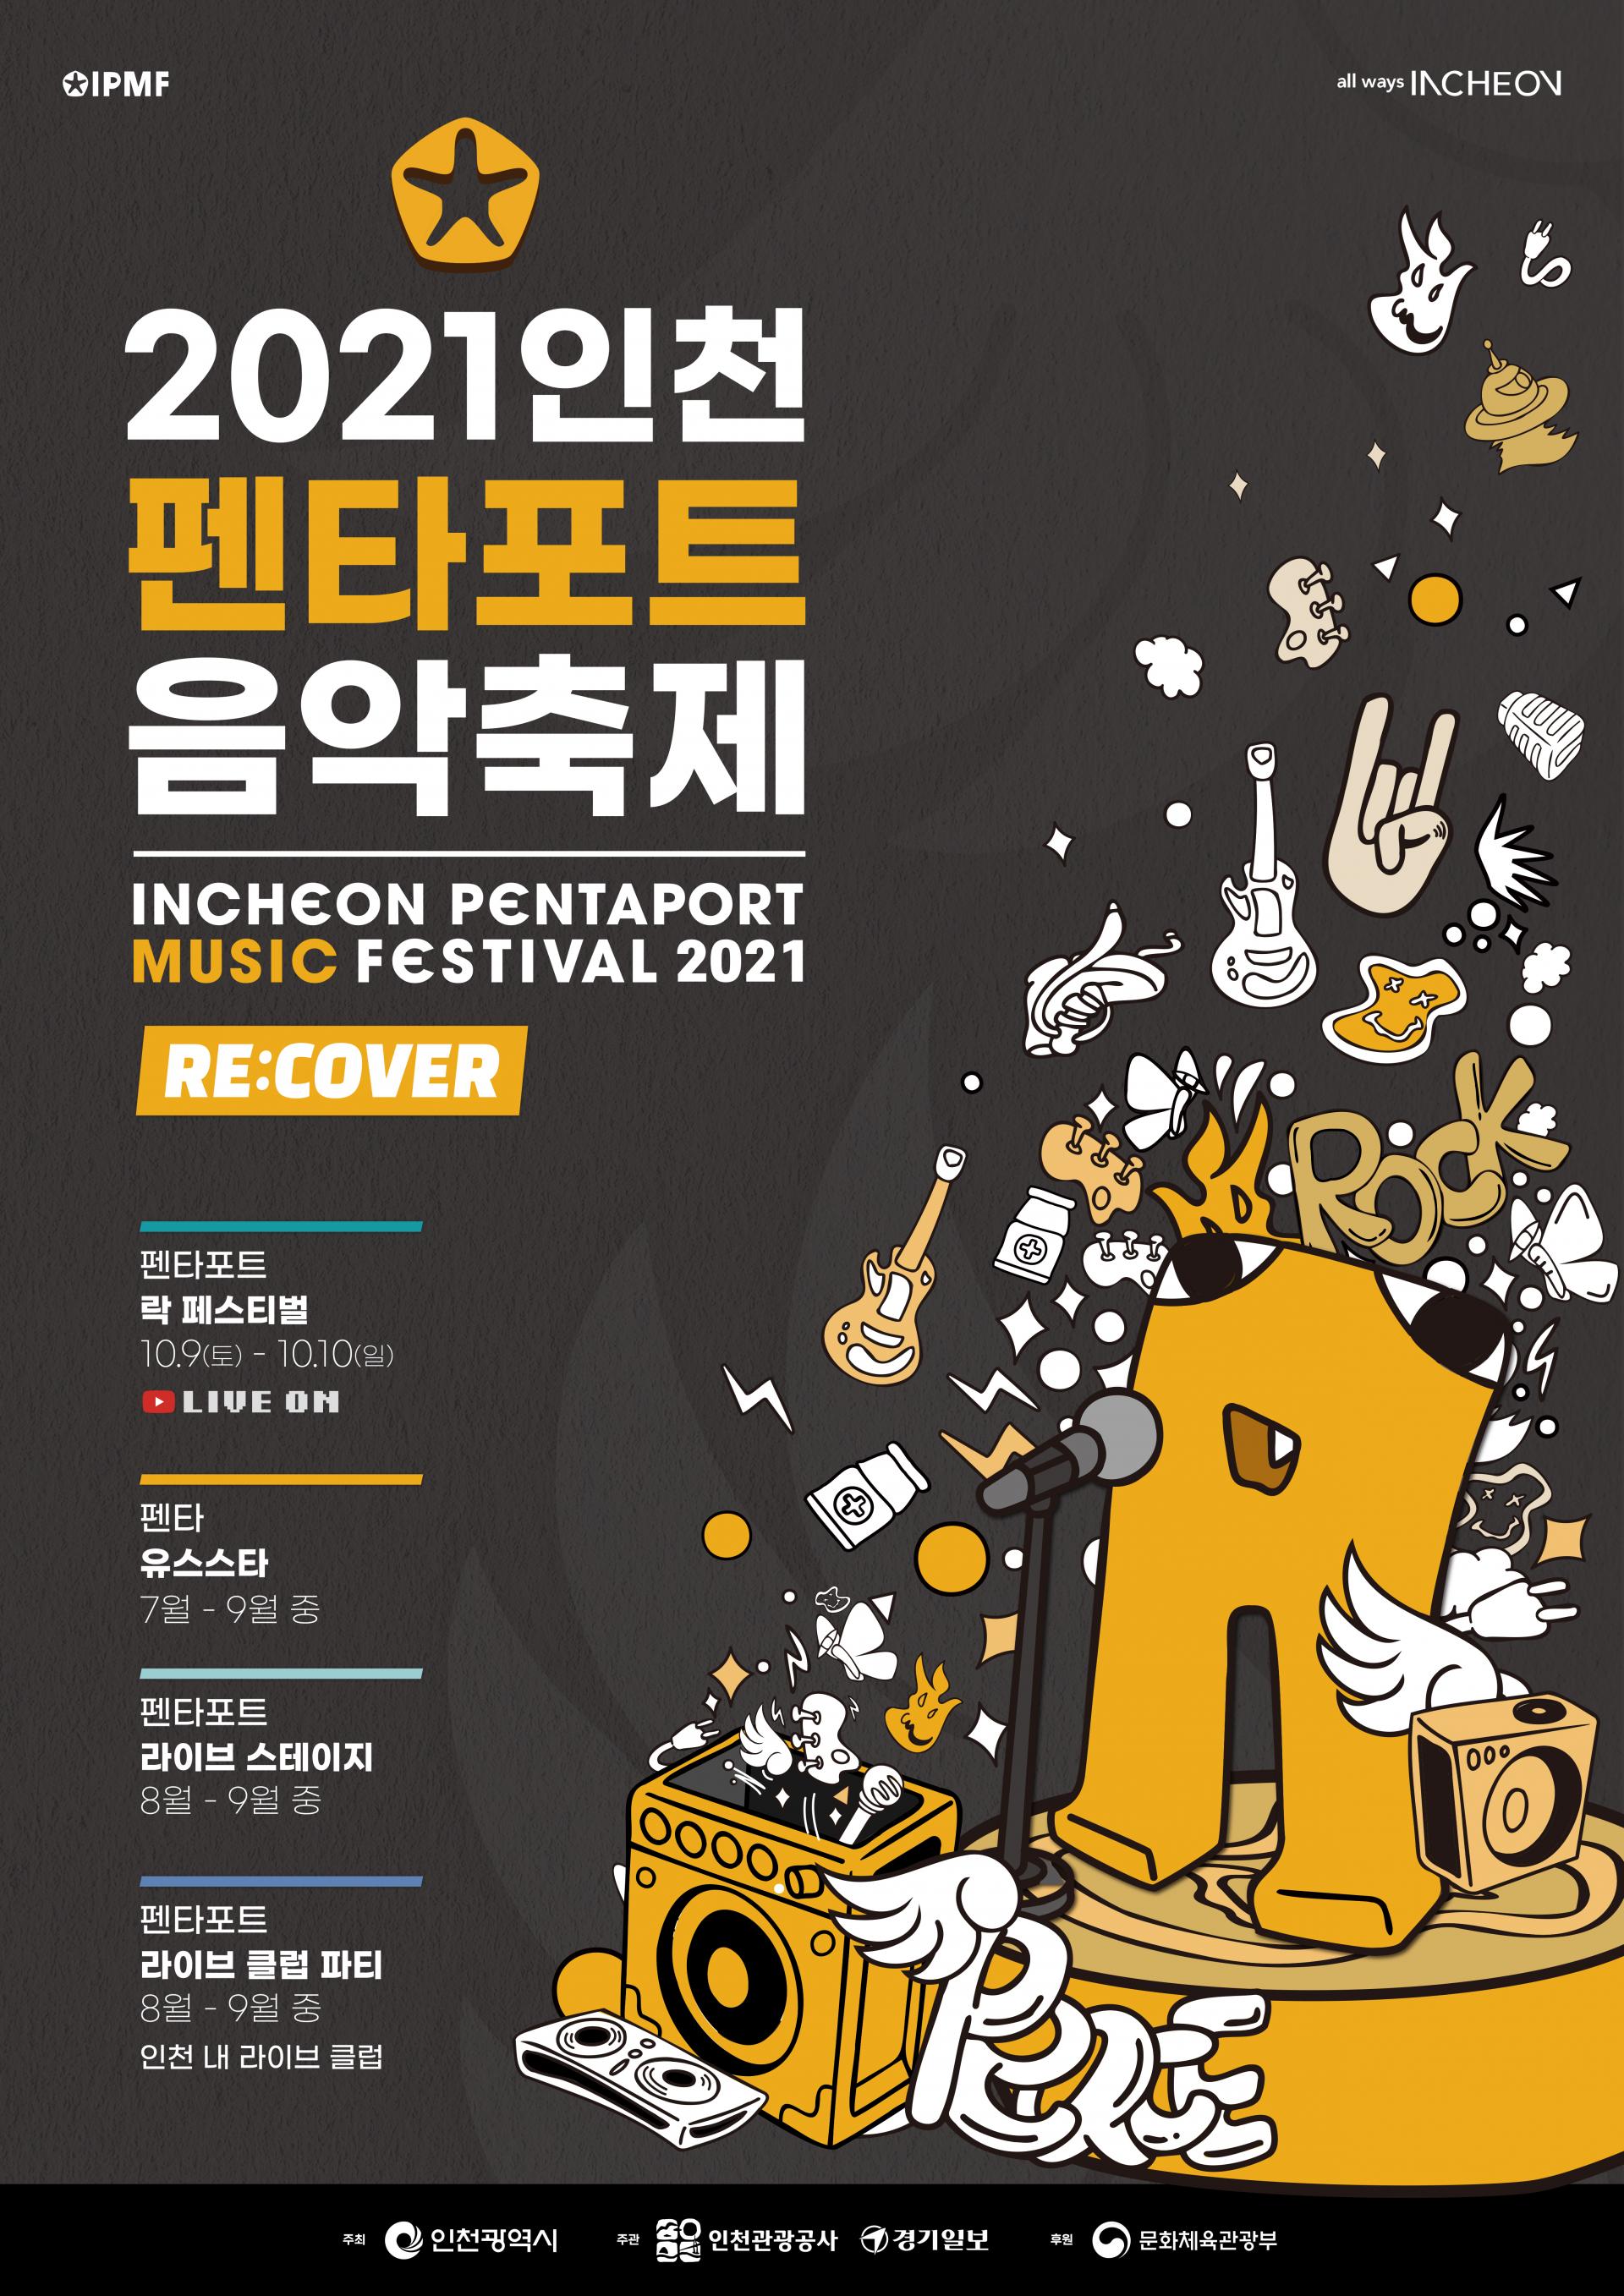 IPMF
all ways INCHEON
2021인천
펜타포트
음악축제
INCHEON PENTAPORT
MUSIC FESTIVAL 2021
RE:COVER
펜타포트
락 페스티벌
10.9(토) - 10.10(일)
LIVE ON
펜타
유스스타
7월 - 9월 중
펜타포트
라이브 스테이지
8월 - 9월 중
펜타포트
라이브 클럽 파티
8월 - 9월 중
인천 내 라이브 클럽
ROCK
PEACE
주최 인천광역시 주관 인천관광공사 경기일보 후원 문화체육관광부